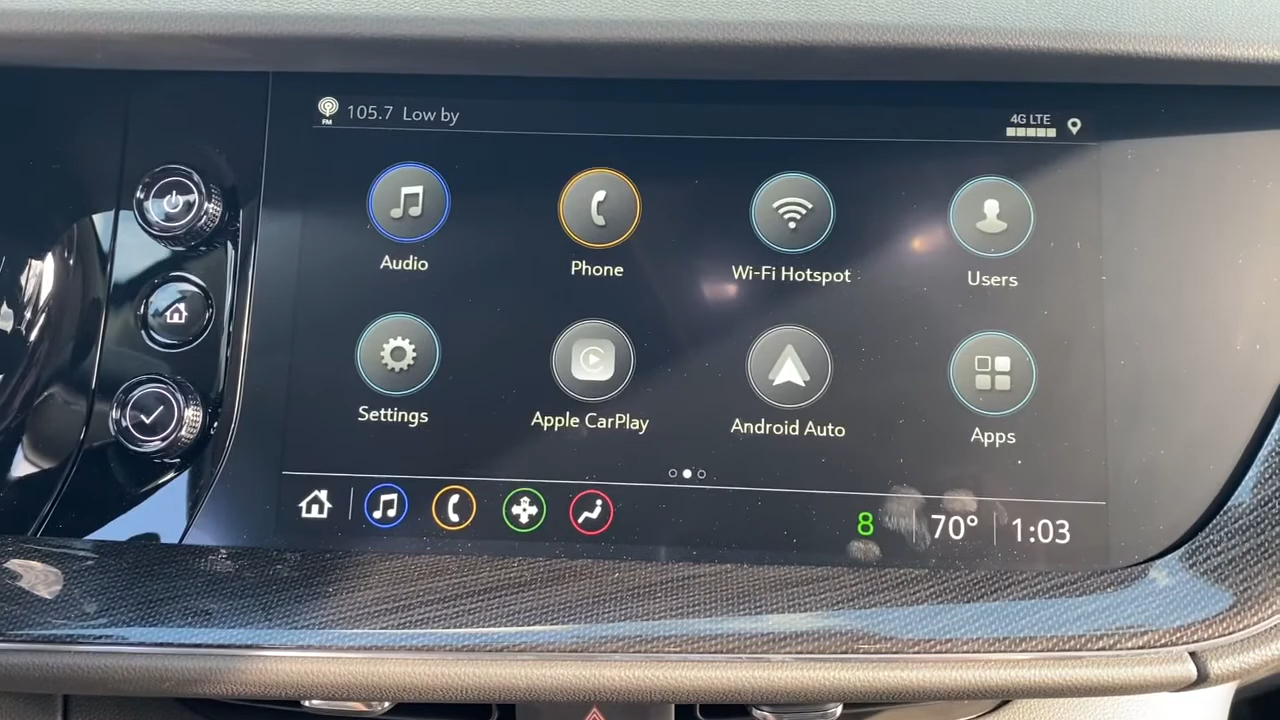 FM
105.7 Low by
4G LTE
Audio
Phone
Wi-Fi Hotspot
Users
Settings
Apple CarPlay
Android Auto
Apps
8
70°
1:03